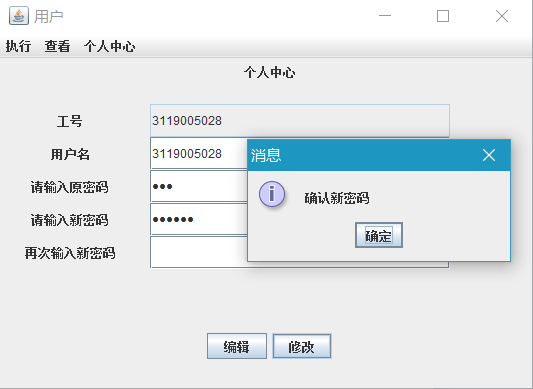 用户
执行 查看 个人中心
个人中心
工号 3119005028
用户名 3119005028
请输入原密码 •••
请输入新密码 ••••••
再次输入新密码
消息
确认新密码
确定
编辑 修改